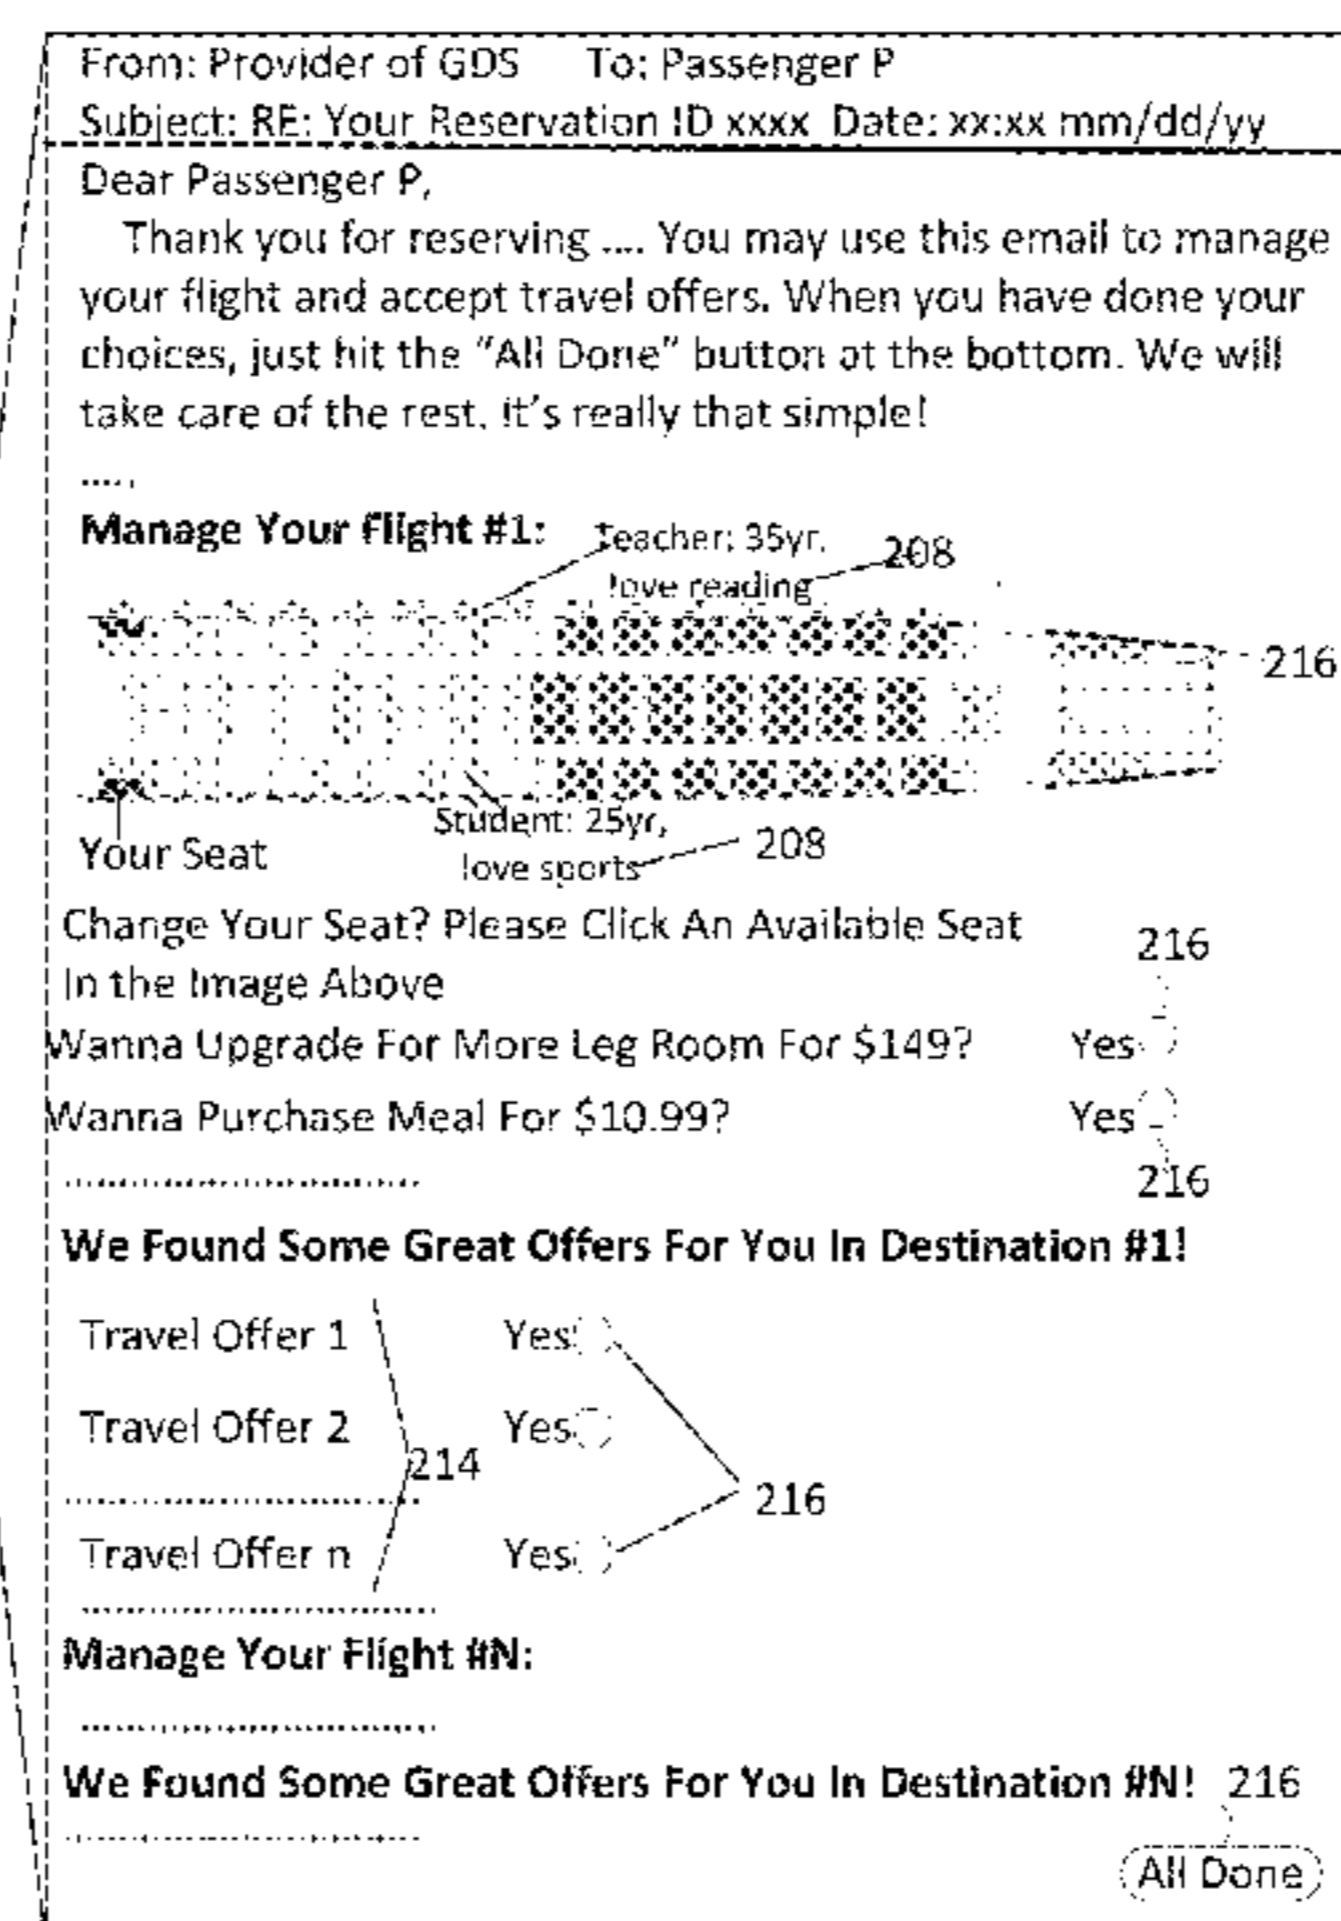 From: Provider of GDS To: Passenger P
Subject: RE: Your Reservation ID xxxx Date: xx:xx mm/dd/yy
Dear Passenger P,
Thank you for reserving .... You may use this email to manage
your flight and accept travel offers. When you have done your
choices, just hit the "All Done" button at the bottom. We will
take care of the rest. It's really that simple!
.....
Manage Your Flight #1:
Teacher: 35yr,
love reading
208
216
Your Seat
Student: 25yr,
love sports
208
Change Your Seat? Please Click An Available Seat
In the Image Above
216
Wanna Upgrade For More Leg Room For $149? Yes
Wanna Purchase Meal For $10.99? Yes
216
We Found Some Great Offers For You In Destination #1!
Travel Offer 1 Yes
Travel Offer 2 Yes
214
216
Travel Offer n Yes
Manage Your Flight #N:
We Found Some Great Offers For You In Destination #N! 216
All Done